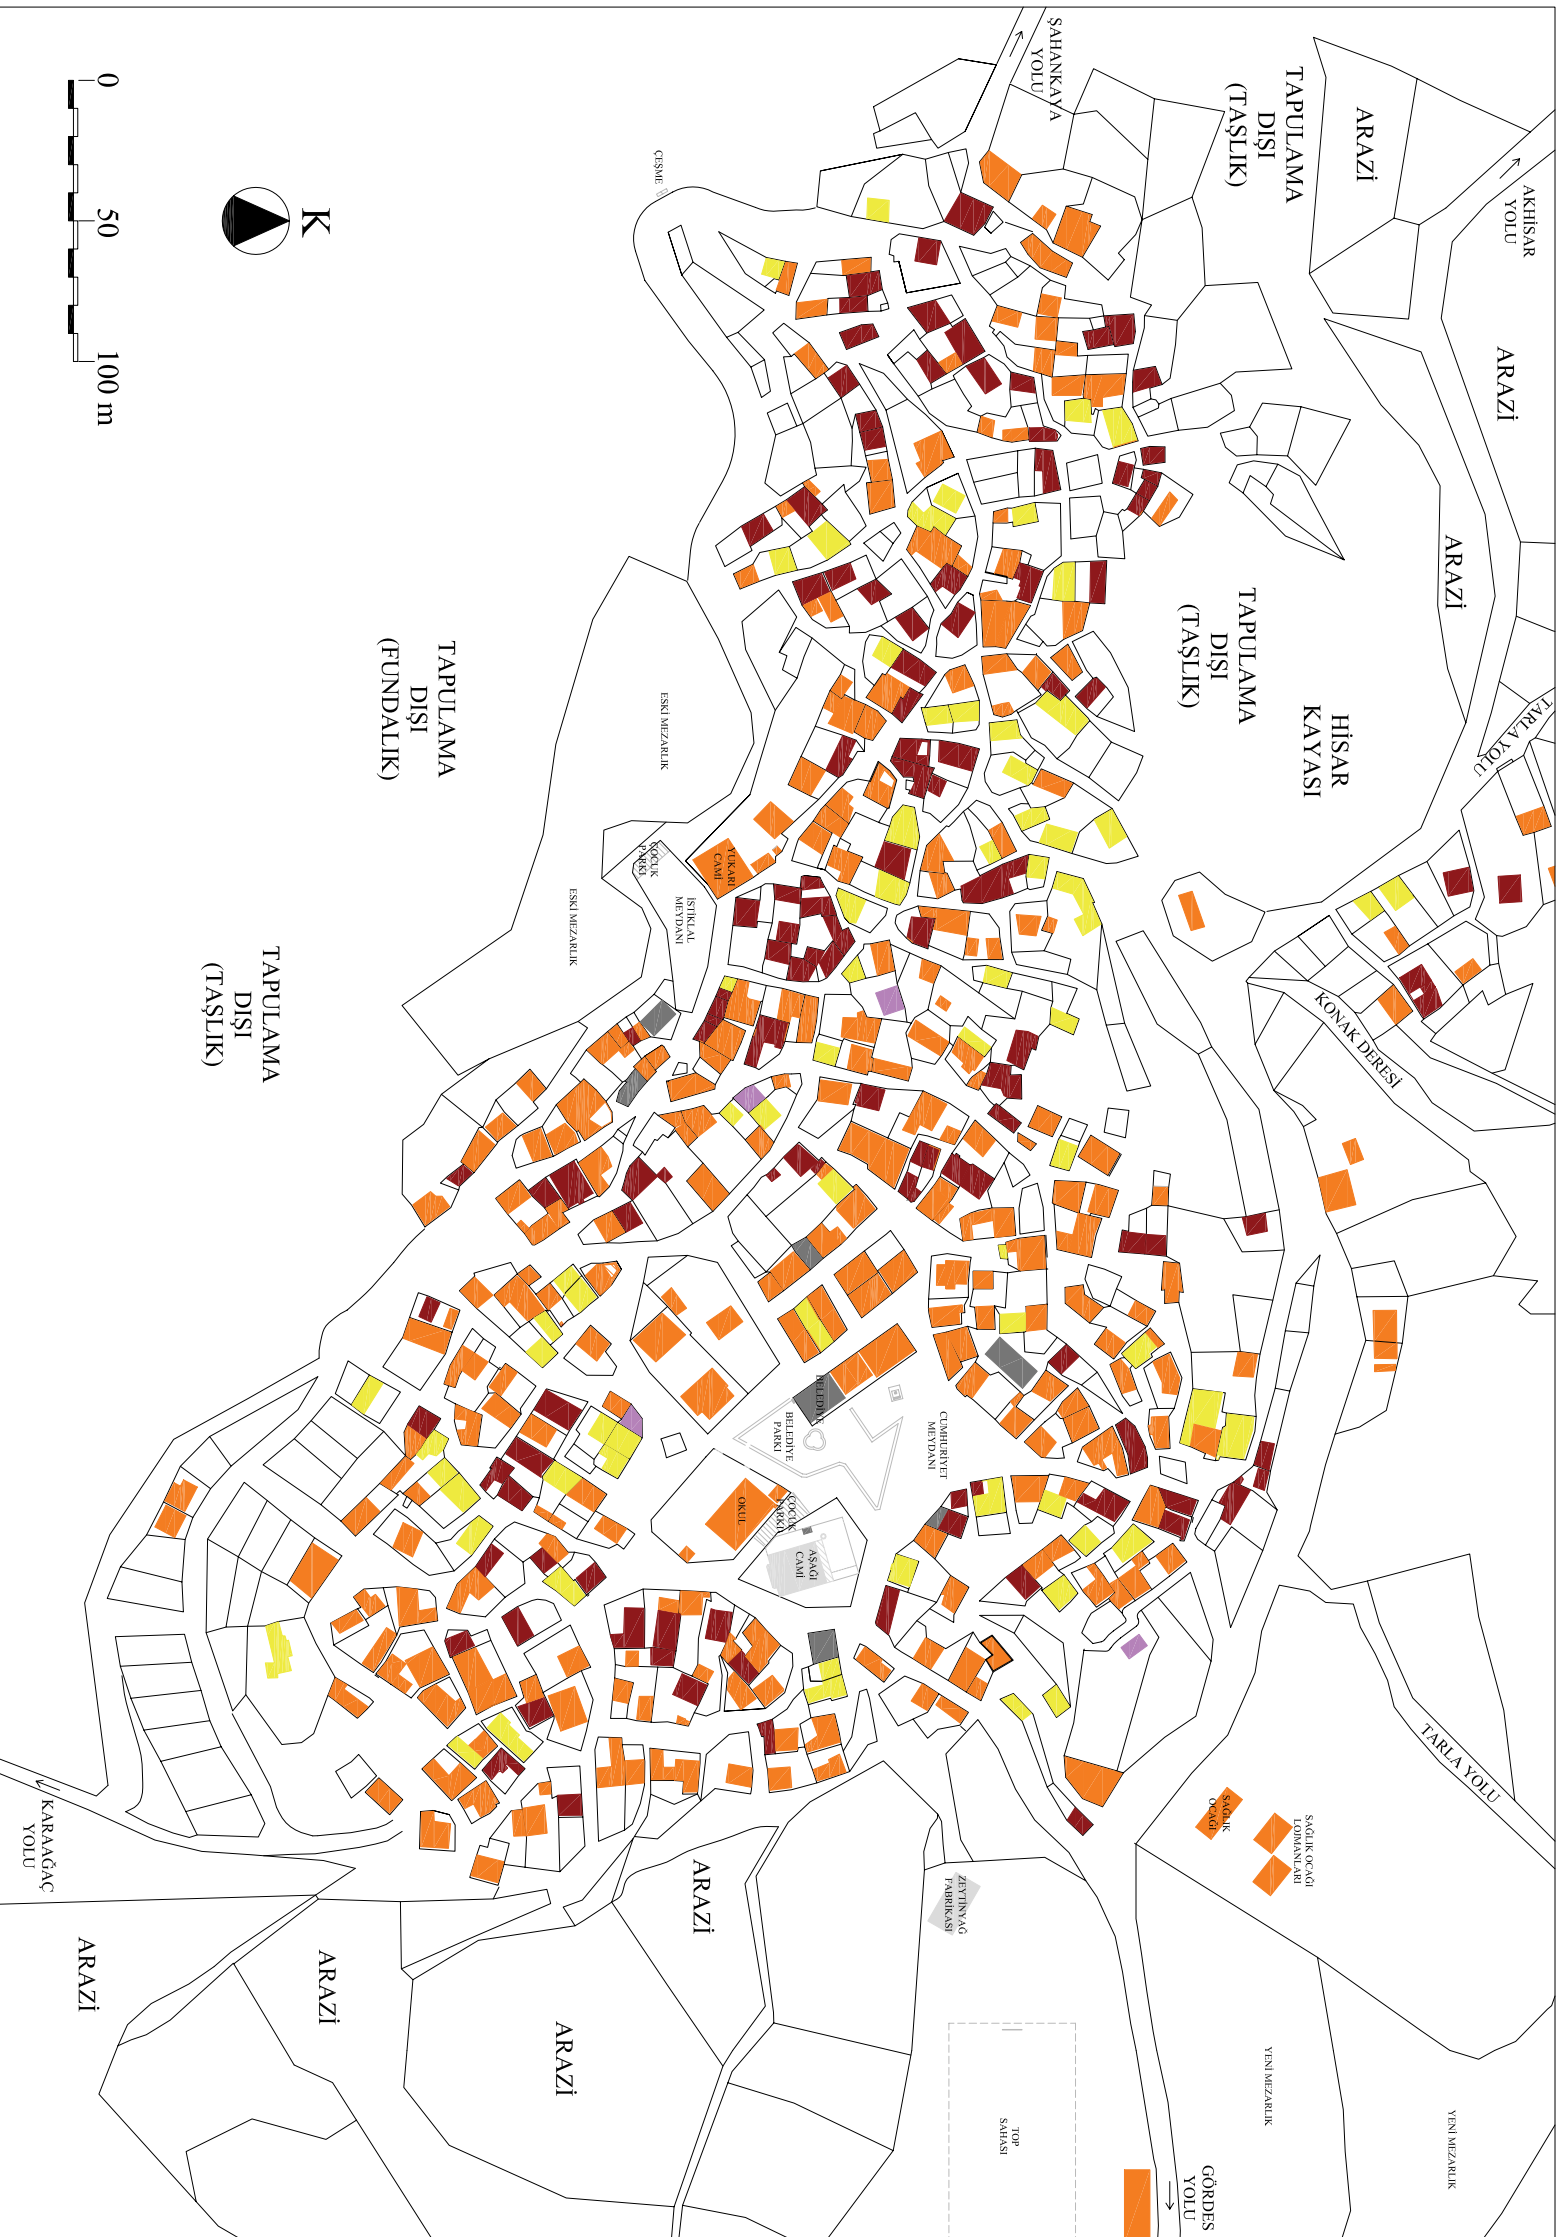 ŞAHANKAYA
YOLU
TAPULAMA
DIŞI
(TAŞLIK)
ARAZİ
AKHİSAR
YOLU
ARAZİ
ARAZİ
TARLA YOLU
TAPULAMA
DIŞI
(TAŞLIK)
HİSAR
KAYASI
KONAK DERESİ
ÇEŞME
K
0
50
100 m
TAPULAMA
DIŞI
(FUNDALIK)
ESKİ MEZARLIK
ESKİ MEZARLIK
ÇOCUK
PARKI
YUKARI
CAMİ
İSTİKLAL
MEYDANI
TAPULAMA
DIŞI
(TAŞLIK)
BELEDİYE
BELEDİYE
PARKI
CUMHURİYET
MEYDANI
OKUL
ÇOCUK
PARKI
AŞAĞI
CAMİ
TARLA YOLU
SAĞLIK
OCAĞI
SAĞLIK OCAĞI
LOJMANLARI
ZEYTİNYAĞ
FABRİKASI
KARAAĞAÇ
YOLU
ARAZİ
ARAZİ
ARAZİ
ARAZİ
TOP
SAHASI
YENİ MEZARLIK
YENİ MEZARLIK
GÖRDES
YOLU